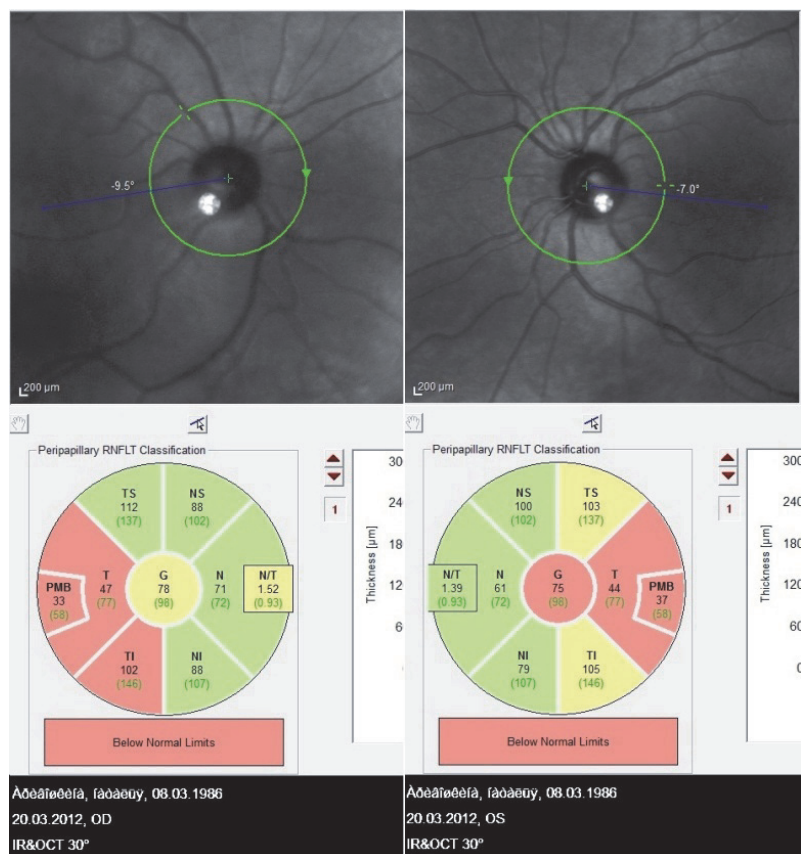 -9.5°
200 µm
-7.0°
200 µm
Peripapillary RNFLT Classification
TS
112
(137)
NS
88
(102)
PMB
33
(58)
T
47
(77)
G
78
(98)
N
71
(72)
N/T
1.52
(0.93)
TI
102
(146)
NI
88
(107)
Below Normal Limits
1
Thickness [µm]
30
24
18
12
6
Peripapillary RNFLT Classification
NS
100
(102)
TS
103
(137)
N/T
1.39
(0.93)
N
61
(72)
G
75
(98)
T
44
(77)
PMB
37
(58)
NI
79
(107)
TI
105
(146)
Below Normal Limits
1
Thickness [µm]
300
240
180
120
60
0
08.03.1986
20.03.2012, OD
IR&OCT 30°
08.03.1986
20.03.2012, OS
IR&OCT 30°